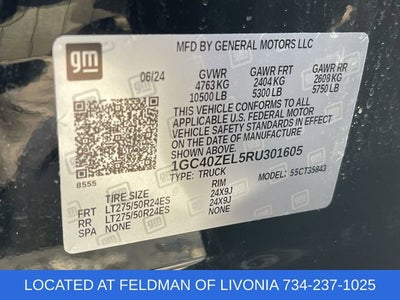 gm
MFD BY GENERAL MOTORS LLC
06/24 GVWR GAWR FRT GAWR RR
4763 KG 2404 KG 2608 KG
10500 LB 5300 LB 5750 LB
THIS VEHICLE CONFORMS TO ALL APPLICABLE U.S.
FEDERAL MOTOR VEHICLE SAFETY STANDARDS IN EFFECT ON THE
DATE OF MANUFACTURE SHOWN ABOVE.
1GC40ZEL5RU301605
8555 TYPE: TRUCK 55CT35843
TIRE SIZE RIM
FRT LT275/50R24ES 24X9J
RR LT275/50R24ES 24X9J
SPA NONE NONE
LOCATED AT FELDMAN OF LIVONIA 734-237-1025